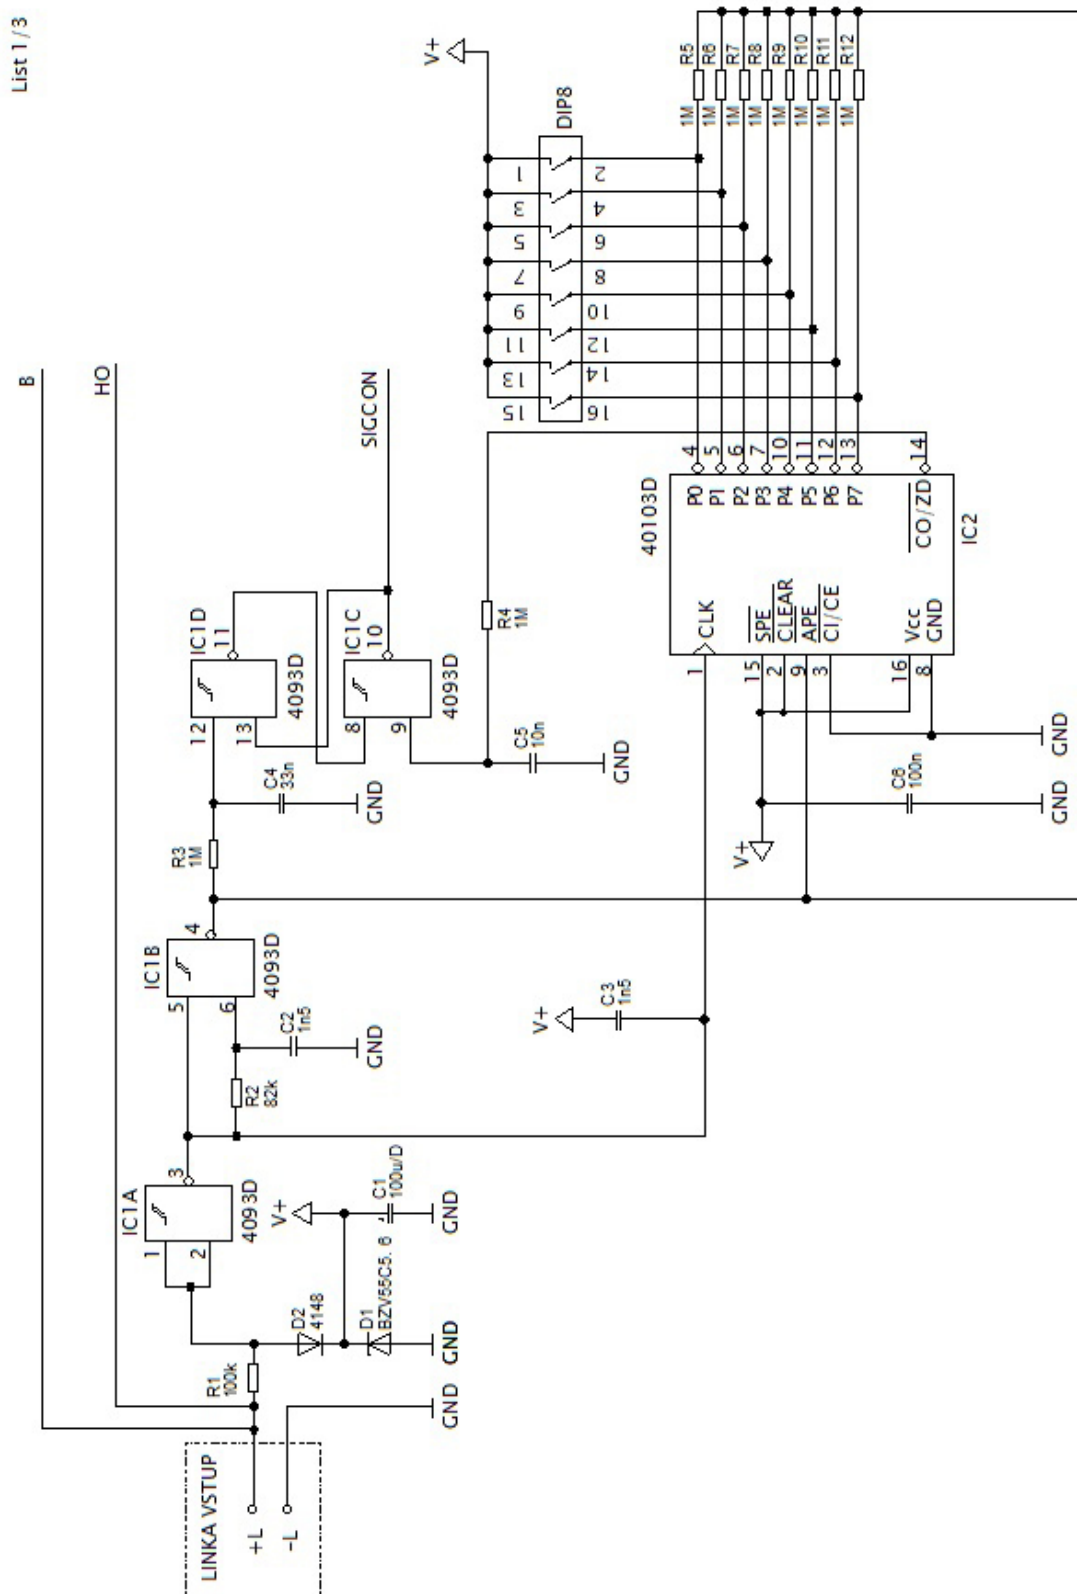 List 1/3
B
HO
SIGCON
LINKA VSTUP
+L
-L
R1
100k
GND
D2
4148
D1
BZV55C5.6
GND
V+
C1
100u/D
GND
IC1A
1
2
3
4093D
R2
82k
C2
1n5
GND
IC1B
5
6
4
4093D
R3
1M
C4
33n
GND
IC1D
12
13
11
4093D
IC1C
8
9
10
4093D
C5
10n
GND
R4
1M
V+
C3
1n5
V+
C6
100n
GND
GND
40103D
IC2
1
CLK
15
SPE
2
CLEAR
9
APE
3
CI/CE
16
Vcc
8
GND
P0
4
P1
5
P2
6
P3
7
P4
10
P5
11
P6
12
P7
13
CO/ZD
14
V+
DIP8
15
13
11
9
7
5
3
1
16
14
12
10
8
6
4
2
R5
1M
R6
1M
R7
1M
R8
1M
R9
1M
R10
1M
R11
1M
R12
1M